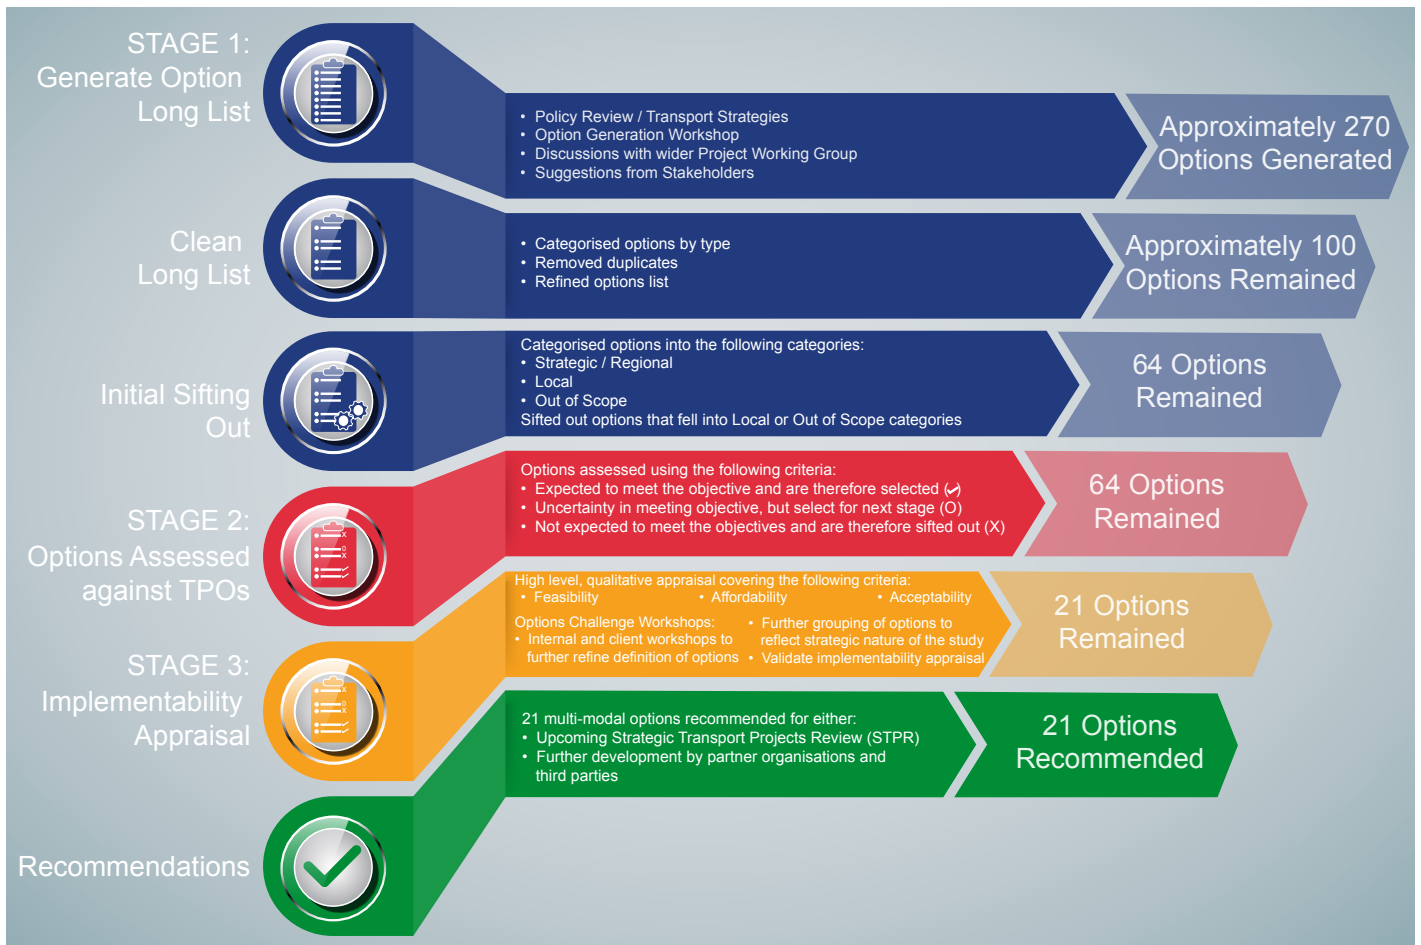 STAGE 1:
Generate Option
Long List
• Policy Review / Transport Strategies
• Option Generation Workshop
• Discussions with wider Project Working Group
• Suggestions from Stakeholders
Approximately 270
Options Generated
Clean
Long List
• Categorised options by type
• Removed duplicates
• Refined options list
Approximately 100
Options Remained
Initial Sifting
Out
Categorised options into the following categories:
• Strategic / Regional
• Local
• Out of Scope
Sifted out options that fell into Local or Out of Scope categories
64 Options
Remained
STAGE 2:
Options Assessed
against TPOs
Options assessed using the following criteria:
• Expected to meet the objective and are therefore selected (✓)
• Uncertainty in meeting objective, but select for next stage (O)
• Not expected to meet the objectives and are therefore sifted out (X)
64 Options
Remained
STAGE 3:
Implementability
Appraisal
High level, qualitative appraisal covering the following criteria:
• Feasibility • Affordability • Acceptability
Options Challenge Workshops:
• Internal and client workshops to
further refine definition of options
• Further grouping of options to
reflect strategic nature of the study
• Validate implementability appraisal
21 Options
Remained
Recommendations
21 multi-modal options recommended for either:
• Upcoming Strategic Transport Projects Review (STPR)
• Further development by partner organisations and
third parties
21 Options
Recommended